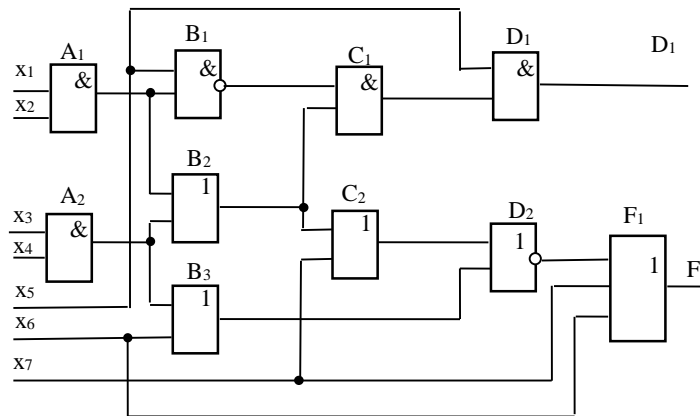 B₁
D₁
D₁
C₁
A₁
x₁
&
&
&
&
x₂
B₂
A₂
1
C₂
x₃
&
1
D₂
F₁
x₄
B₃
1
1
F
x₅
1
x₆
x₇